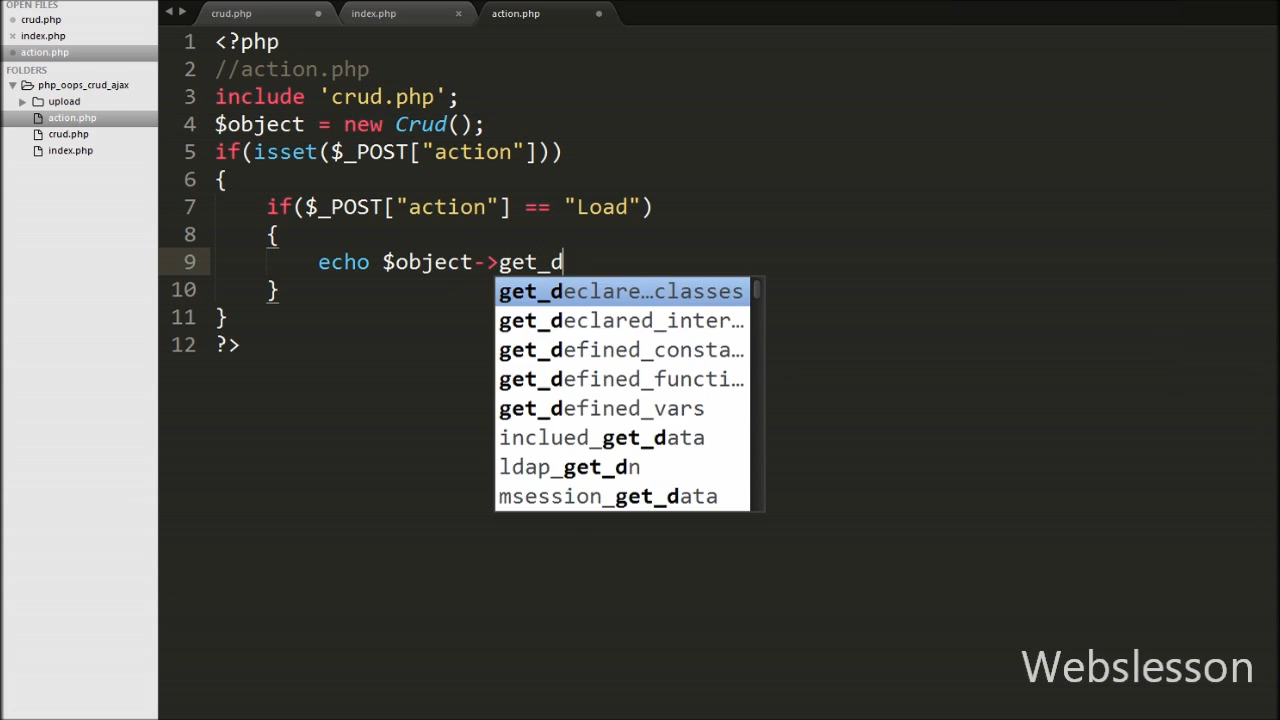 OPEN FILES
crud.php
index.php
action.php
FOLDERS
php_oops_crud_ajax
upload
action.php
crud.php
index.php
crud.php
index.php
action.php
1 <?php
2 //action.php
3 include 'crud.php';
4 $object = new Crud();
5 if(isset($_POST["action"]))
6 {
7 if($_POST["action"] == "Load")
8 {
9 echo $object->get_d
10 }
11 }
12 ?>
get_declare…classes
get_declared_inter…
get_defined_consta…
get_defined_functi…
get_defined_vars
inclued_get_data
ldap_get_dn
msession_get_data
Webslesson